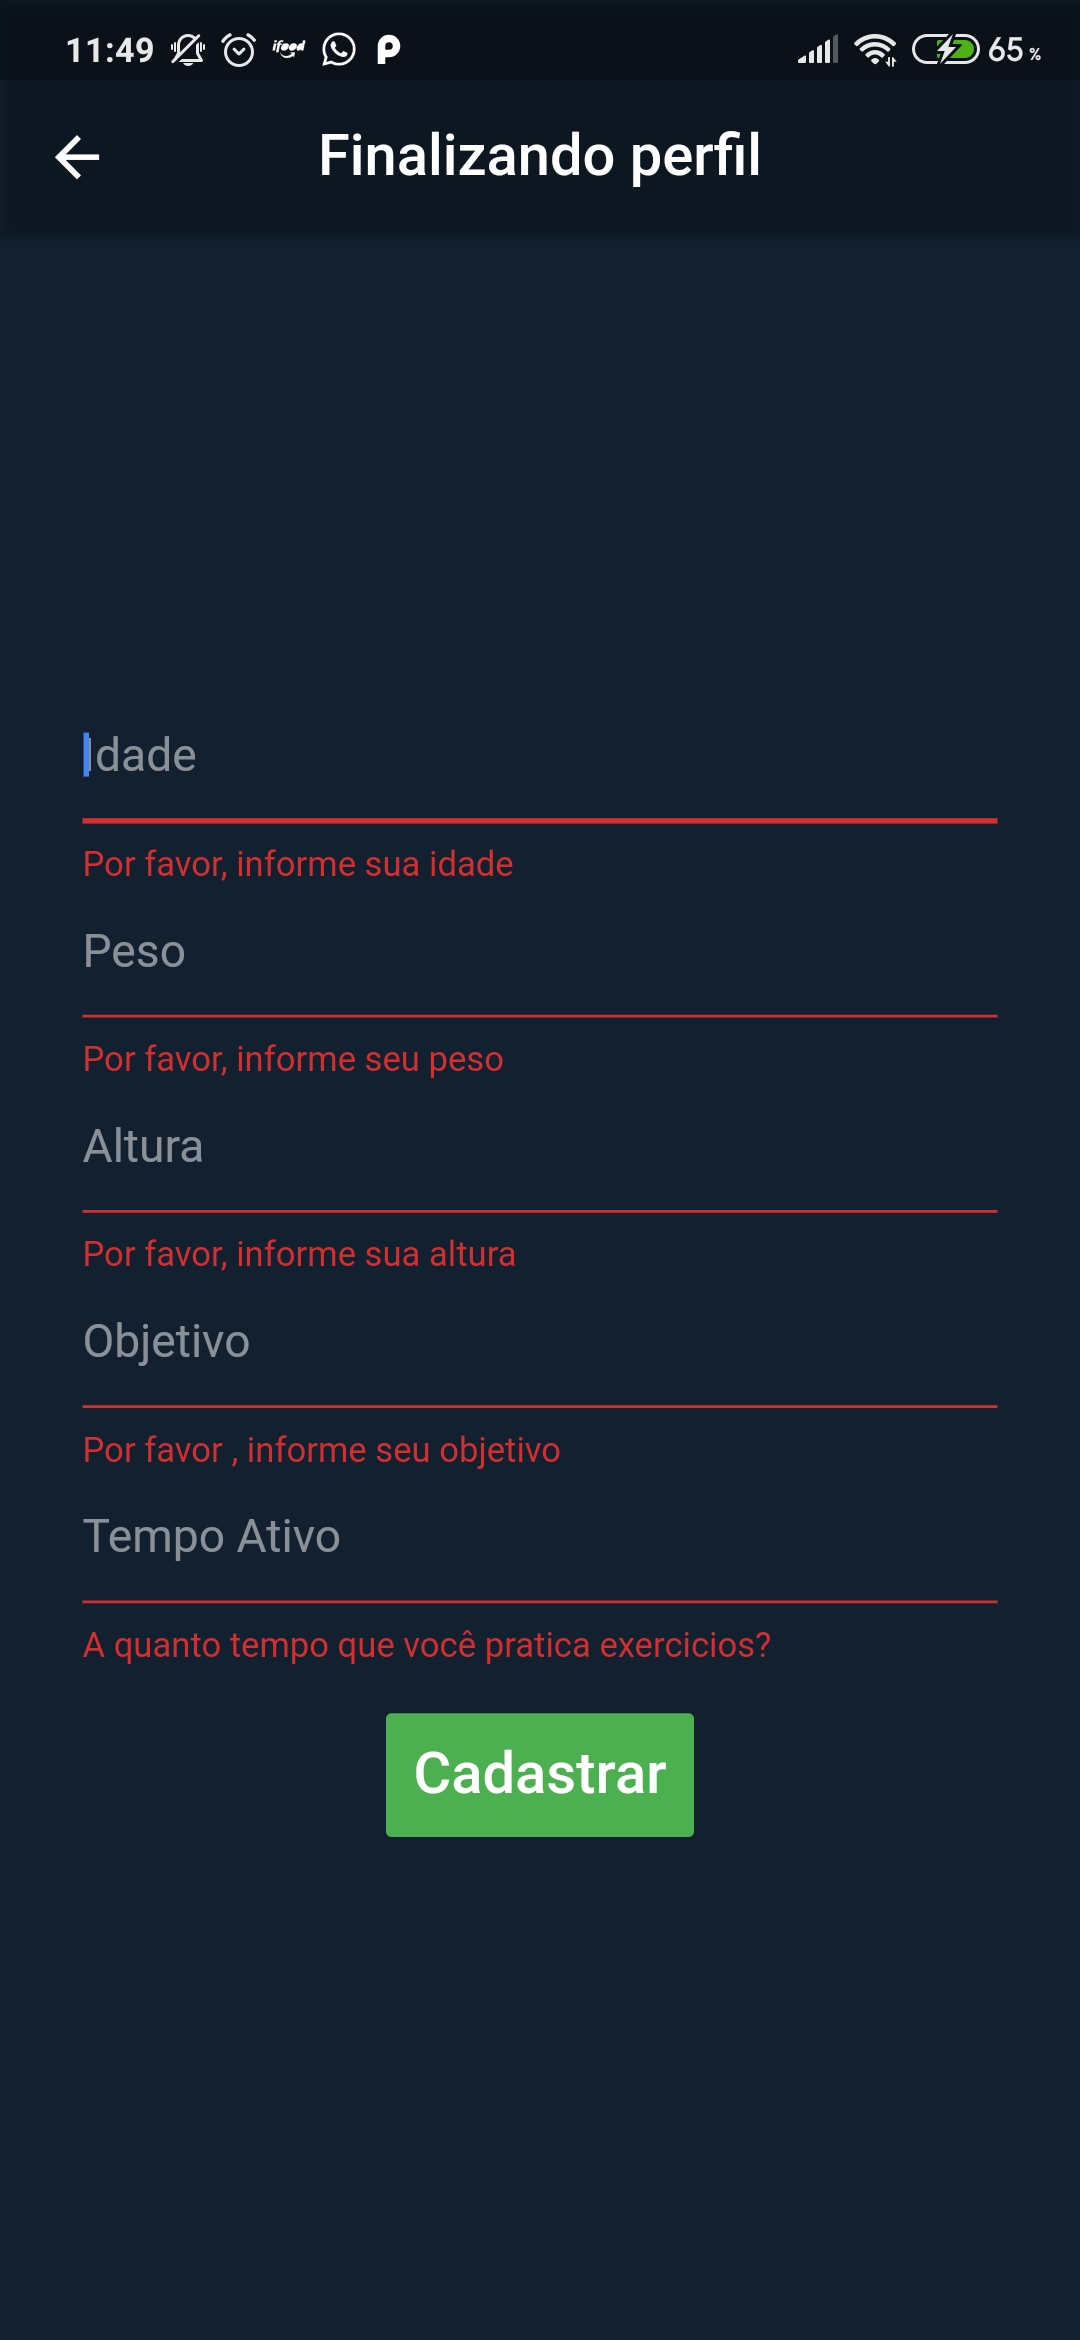 11:49 ifood 65 %
Finalizando perfil
Idade
Por favor, informe sua idade
Peso
Por favor, informe seu peso
Altura
Por favor, informe sua altura
Objetivo
Por favor , informe seu objetivo
Tempo Ativo
A quanto tempo que você pratica exercicios?
Cadastrar